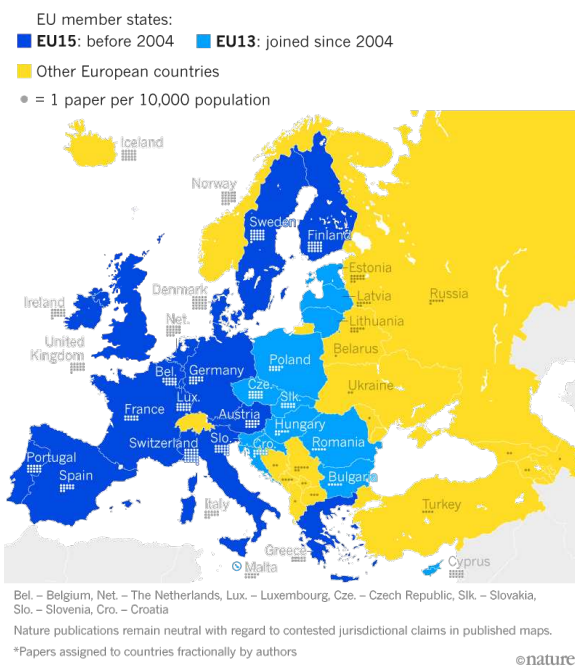 EU member states:
EU15: before 2004 EU13: joined since 2004
Other European countries
= 1 paper per 10,000 population
Iceland
Norway
Sweden
Finland
Estonia
Denmark
Latvia
Russia
Ireland
Net.
Lithuania
United
Kingdom
Belarus
Poland
Bel.
Germany
Cze.
Ukraine
Lux.
Slk.
France
Austria
Hungary
Switzerland
Slo.
Cro.
Romania
Portugal
Spain
Bulgaria
Italy
Turkey
Greece
Malta
Cyprus
Bel. – Belgium, Net. – The Netherlands, Lux. – Luxembourg, Cze. – Czech Republic, Slk. – Slovakia,
Slo. – Slovenia, Cro. – Croatia
Nature publications remain neutral with regard to contested jurisdictional claims in published maps.
*Papers assigned to countries fractionally by authors
©nature